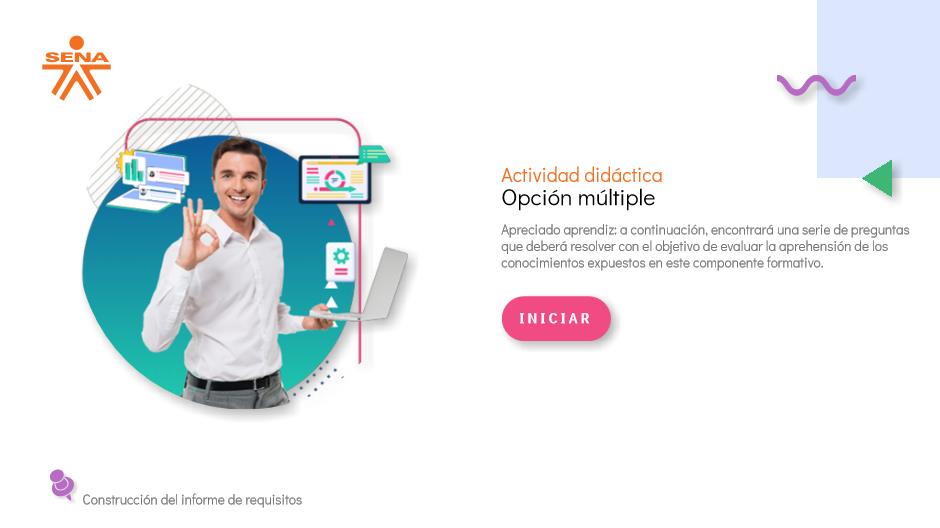 SENA
Actividad didáctica
Opción múltiple
Apreciado aprendiz: a continuación, encontrará una serie de preguntas
que deberá resolver con el objetivo de evaluar la aprehensión de los
conocimientos expuestos en este componente formativo.
INICIAR
Construcción del informe de requisitos